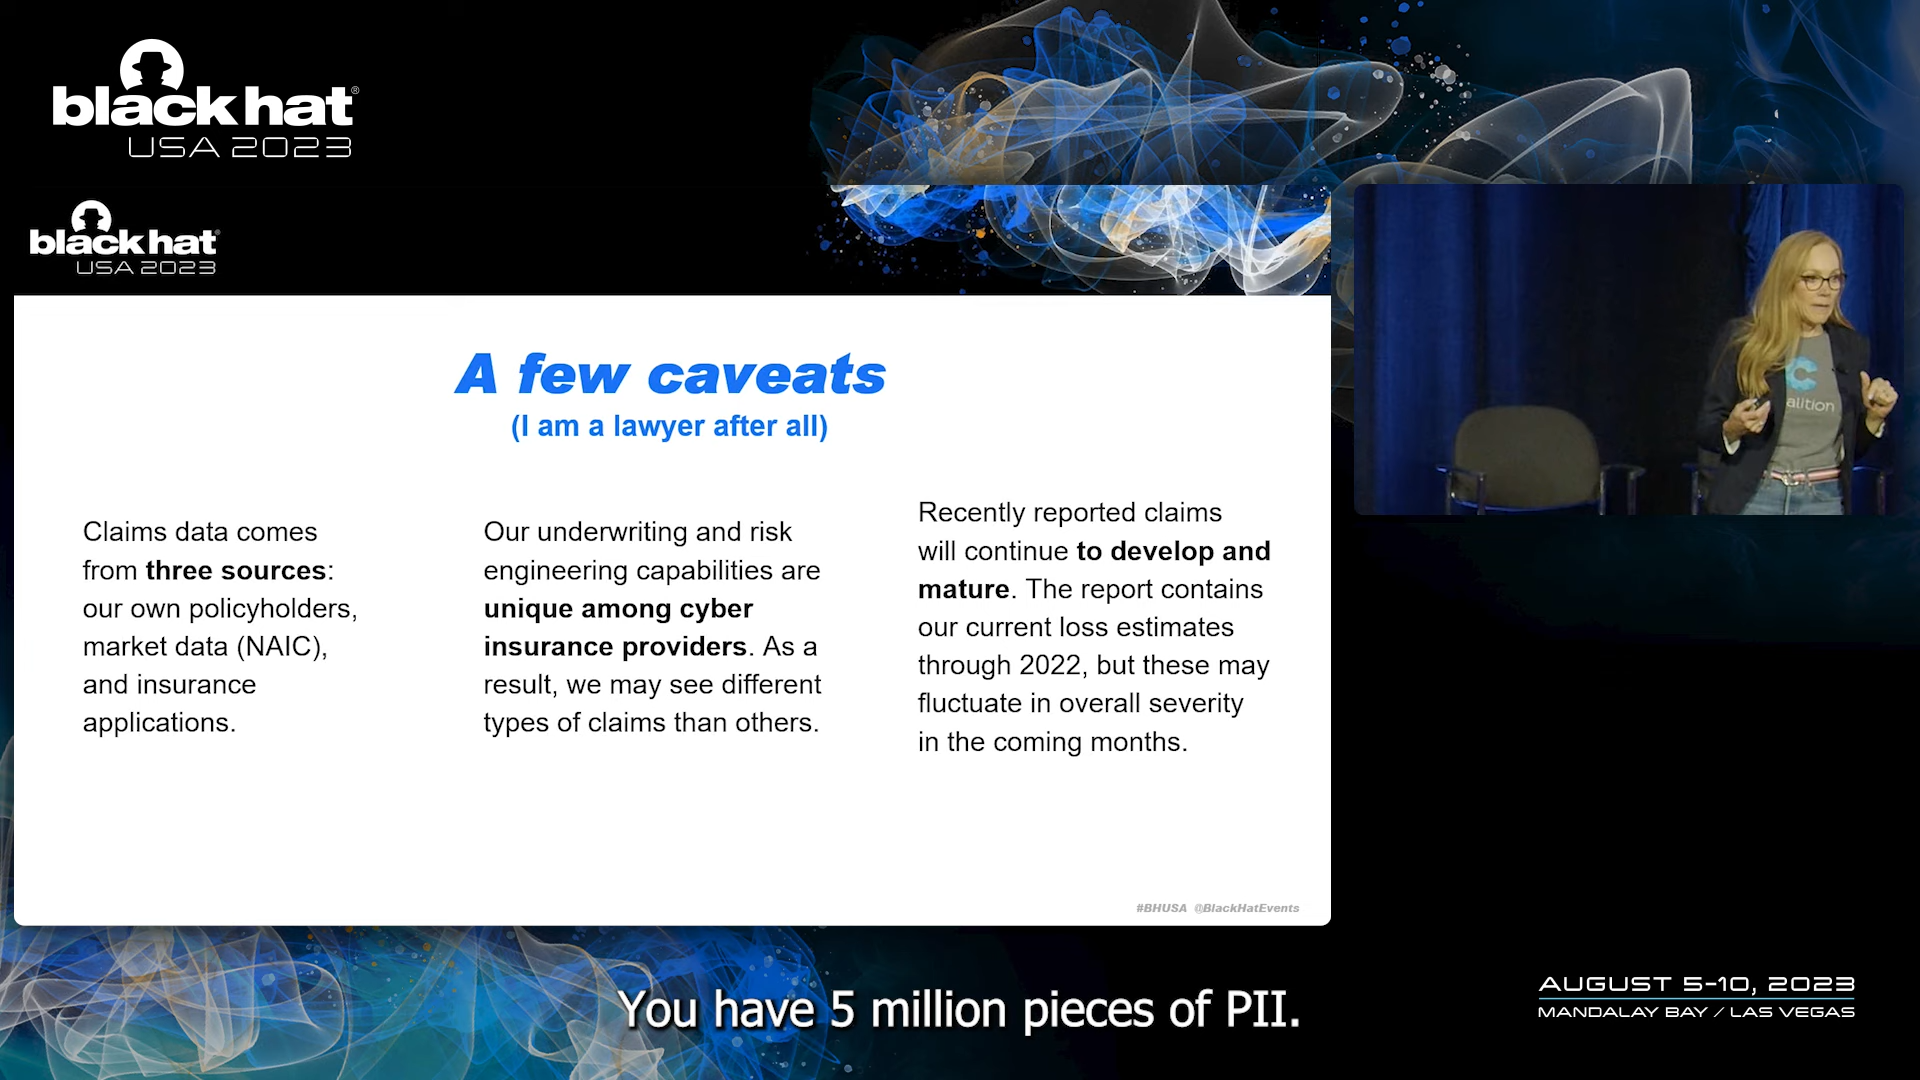 black hat®
USA 2023
black hat®
USA 2023
A few caveats
(I am a lawyer after all)
Claims data comes
from three sources:
our own policyholders,
market data (NAIC),
and insurance
applications.
Our underwriting and risk
engineering capabilities are
unique among cyber
insurance providers. As a
result, we may see different
types of claims than others.
Recently reported claims
will continue to develop and
mature. The report contains
our current loss estimates
through 2022, but these may
fluctuate in overall severity
in the coming months.
#BHUSA @BlackHatEvents
alition
You have 5 million pieces of PII.
AUGUST 5-10, 2023
MANDALAY BAY / LAS VEGAS